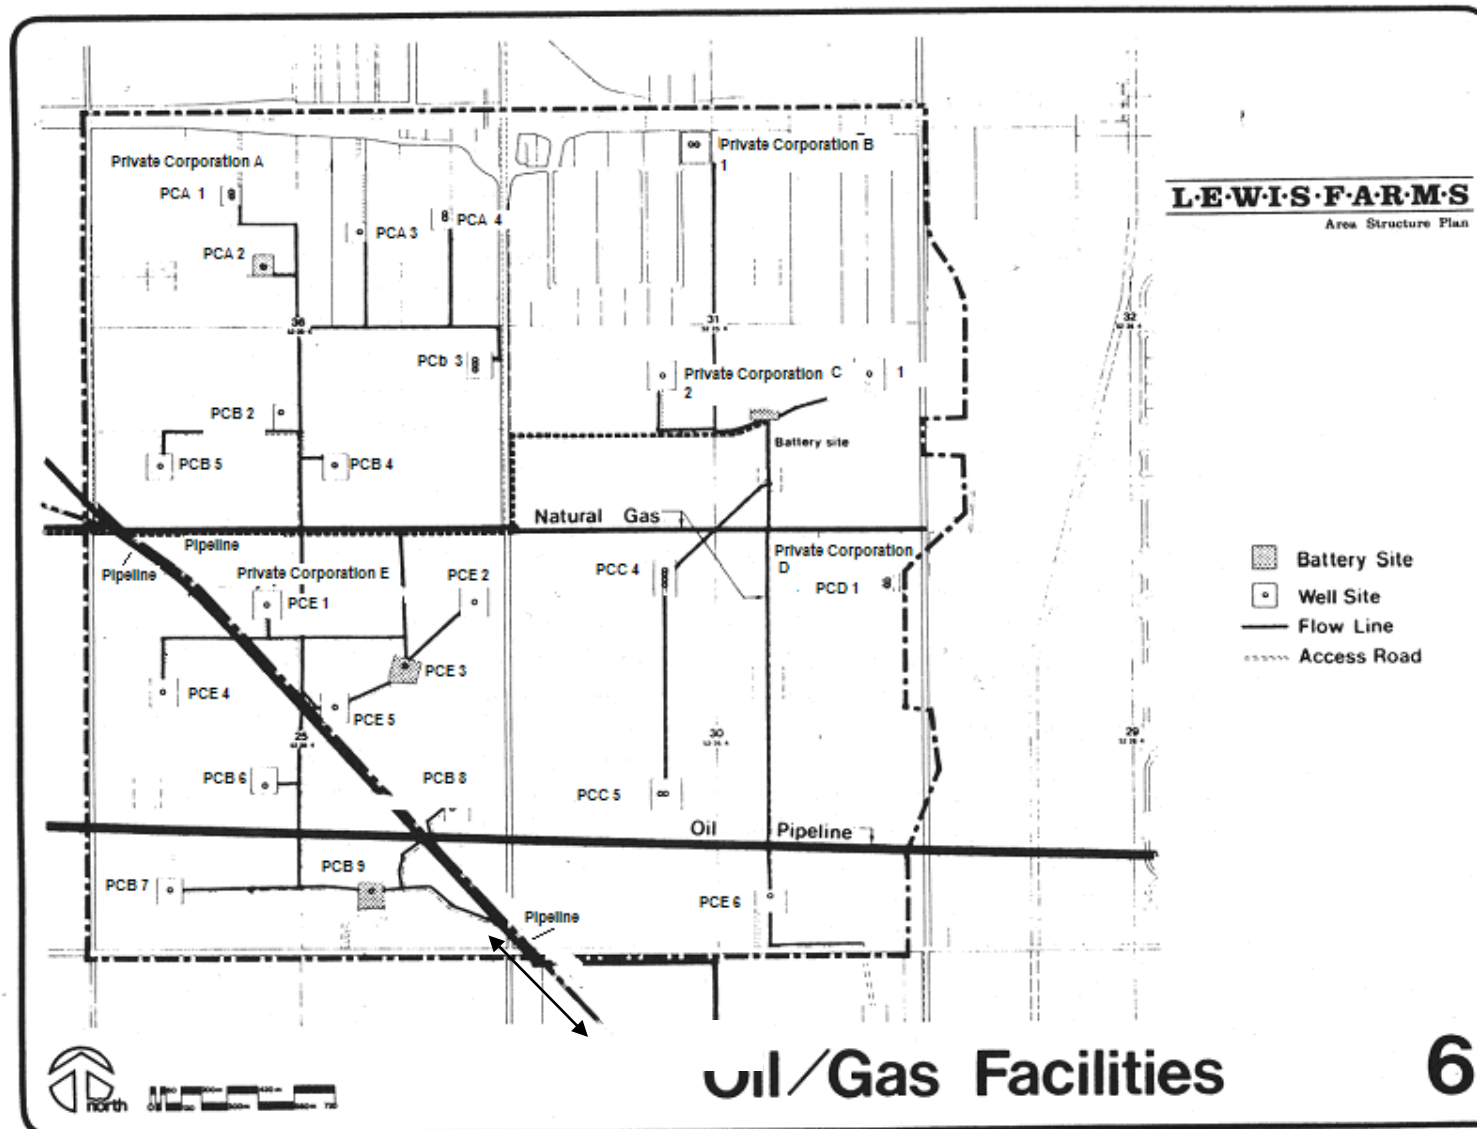 Private Corporation A
Private Corporation B
1
PCA 1
L·E·W·I·S·F·A·R·M·S
Area Structure Plan
PCA 3
PCA 4
PCA 2
36
31
32
PCb 3
Private Corporation C
2
1
PCB 2
Battery site
PCB 5
PCB 4
Natural Gas
Pipeline
Pipeline
Private Corporation E
PCE 1
PCE 2
PCC 4
Private Corporation
D
PCD 1
Battery Site
Well Site
Flow Line
Access Road
PCE 3
PCE 4
PCE 5
25
30
29
PCB 6
PCB 8
PCC 5
Oil Pipeline
PCB 9
PCB 7
PCE 6
Pipeline
north
Oil/Gas Facilities
6